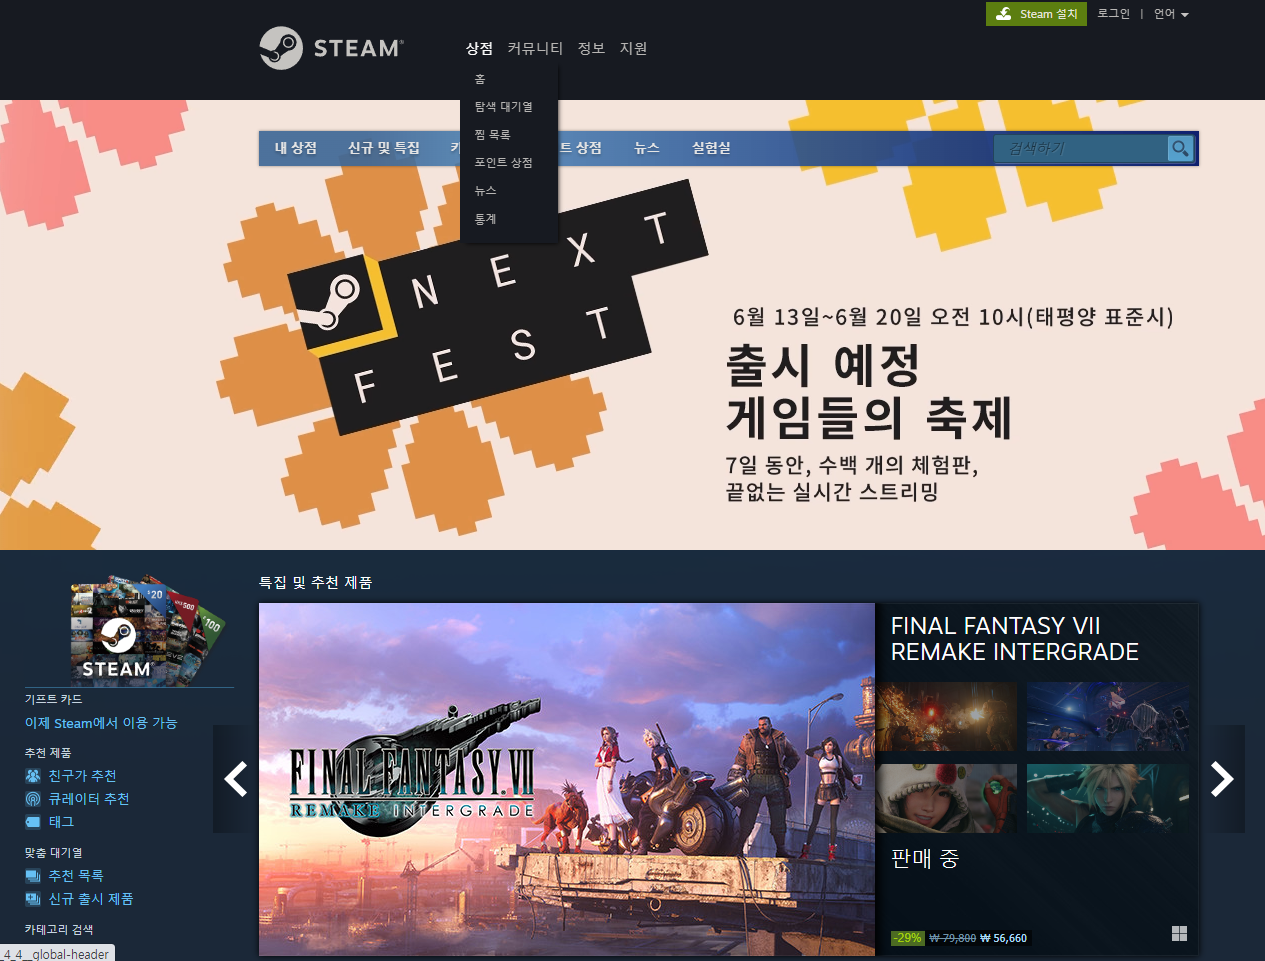 Steam 설치
로그인 | 언어
STEAM®
상점 커뮤니티 정보 지원
홈
탐색 대기열
찜 목록
포인트 상점
뉴스
통계
내 상점 신규 및 특집
트 상점 뉴스 실험실
검색하기
NEXT
FEST
6월 13일~6월 20일 오전 10시(태평양 표준시)
출시 예정
게임들의 축제
7일 동안, 수백 개의 체험판,
끝없는 실시간 스트리밍
특집 및 추천 제품
$20
$100
STEAM
기프트 카드
이제 Steam에서 이용 가능
추천 제품
친구가 추천
큐레이터 추천
태그
맞춤 대기열
추천 목록
신규 출시 제품
카테고리 검색
_4_4__global-header
FINAL FANTASY VII
REMAKE INTERGRADE
FINAL FANTASY VII
REMAKE INTERGRADE
판매 중
-29% ₩ 79,800 ₩ 56,660